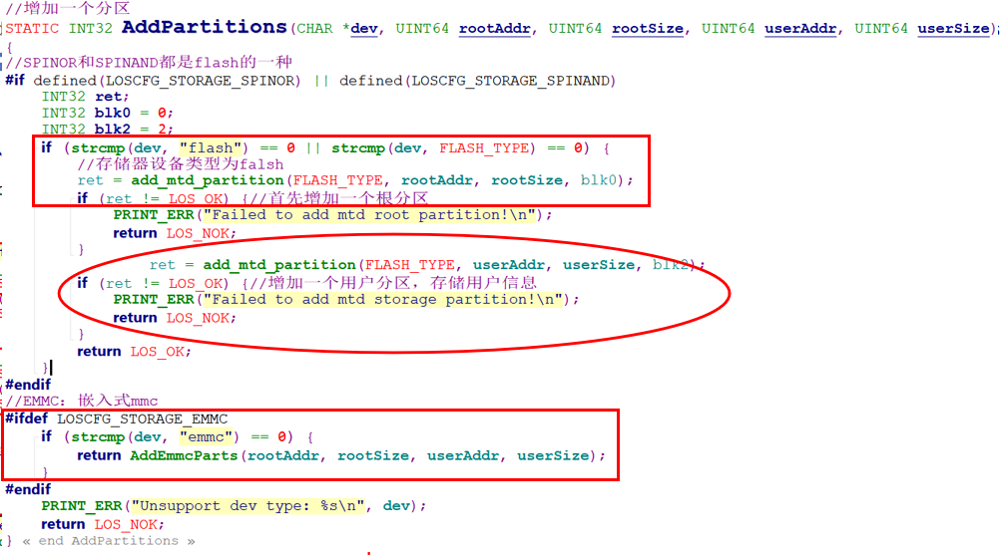 //增加一个分区
STATIC INT32 AddPartitions(CHAR *dev, UINT64 rootAddr, UINT64 rootSize, UINT64 userAddr, UINT64 userSize)
{
//SPINOR和SPINAND都是flash的一种
#if defined(LOSCFG_STORAGE_SPINOR) || defined(LOSCFG_STORAGE_SPINAND)
INT32 ret;
INT32 blk0 = 0;
INT32 blk2 = 2;
if (strcmp(dev, "flash") == 0 || strcmp(dev, FLASH_TYPE) == 0) {
//存储器设备类型为falsh
ret = add_mtd_partition(FLASH_TYPE, rootAddr, rootSize, blk0);
if (ret != LOS_OK) {//首先增加一个根分区
PRINT_ERR("Failed to add mtd root partition!\n");
return LOS_NOK;
}
ret = add_mtd_partition(FLASH_TYPE, userAddr, userSize, blk2);
if (ret != LOS_OK) {//增加一个用户分区，存储用户信息
PRINT_ERR("Failed to add mtd storage partition!\n");
return LOS_NOK;
}
return LOS_OK;
}
#endif
//EMMC：嵌入式mmc
#ifdef LOSCFG_STORAGE_EMMC
if (strcmp(dev, "emmc") == 0) {
return AddEmmcParts(rootAddr, rootSize, userAddr, userSize);
}
#endif
PRINT_ERR("Unsupport dev type: %s\n", dev);
return LOS_NOK;
} « end AddPartitions »